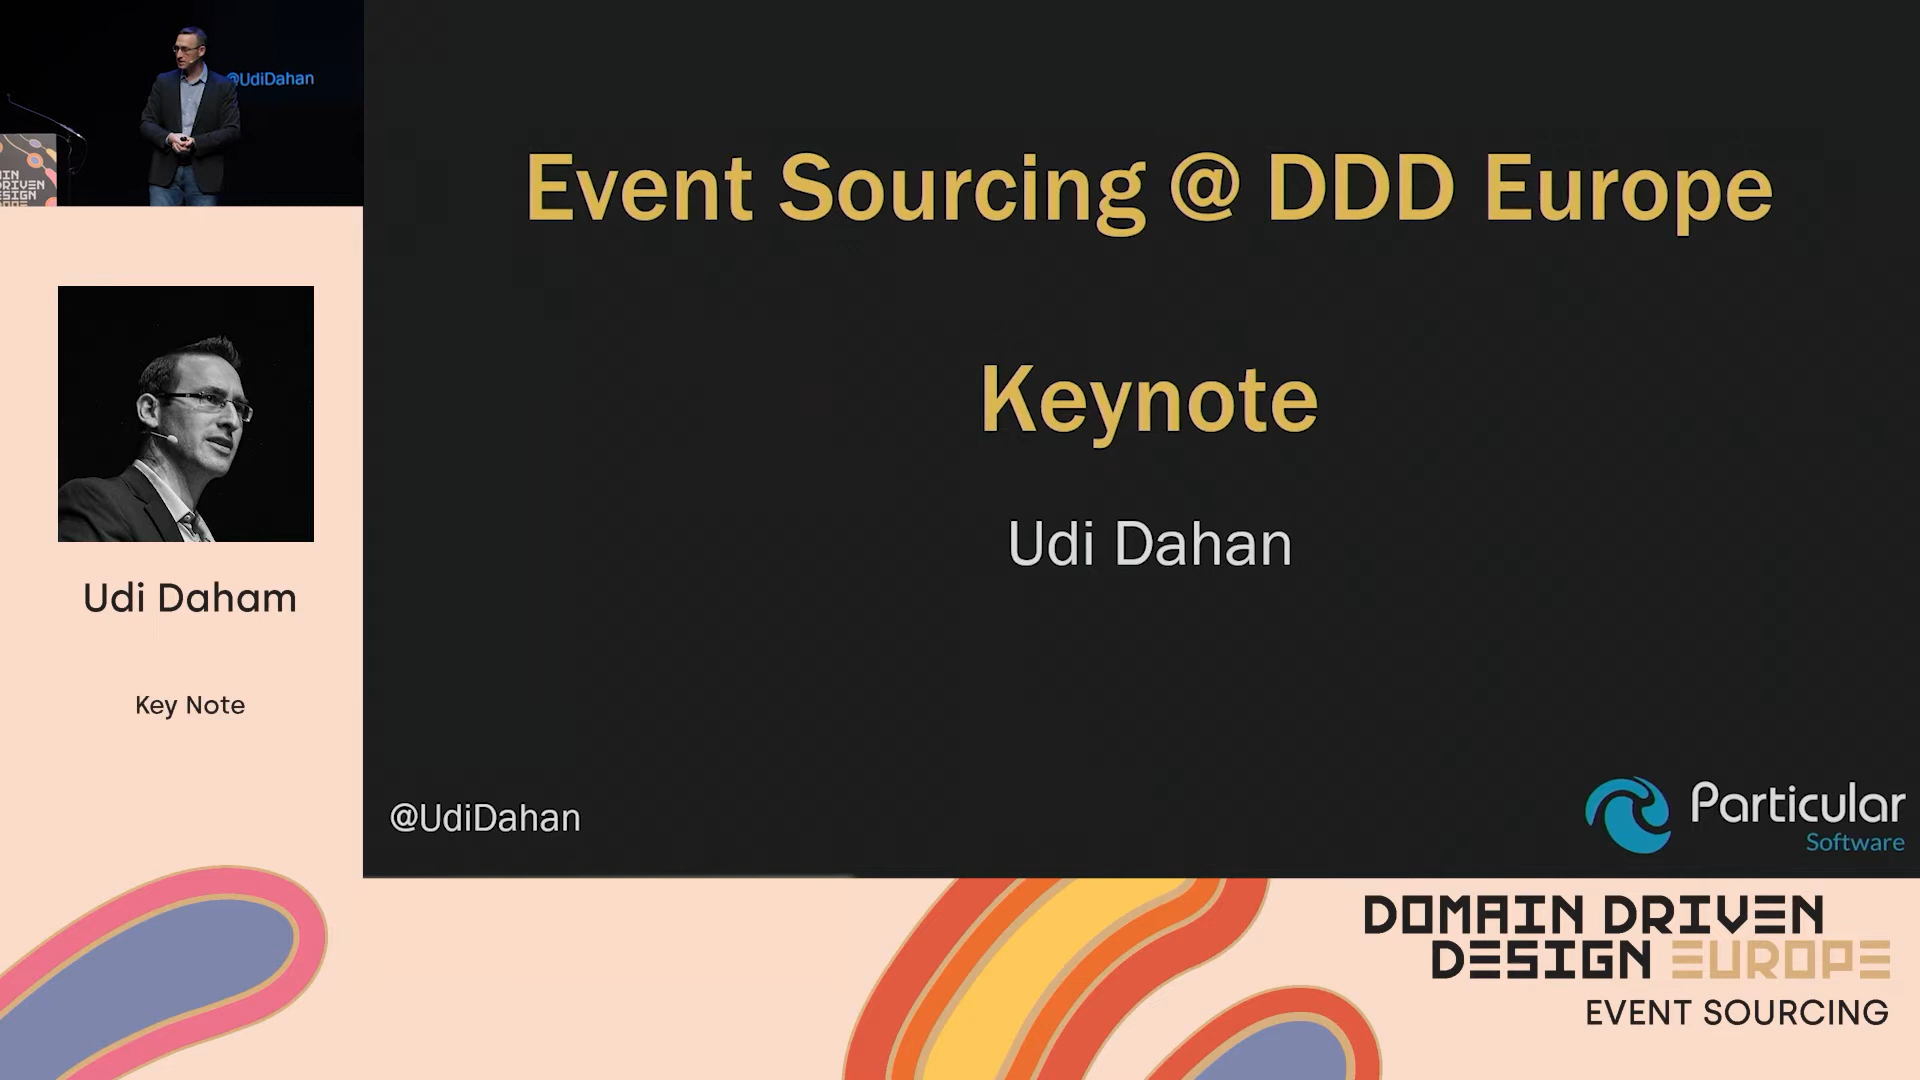 @UdiDahan
Event Sourcing @ DDD Europe
Keynote
Udi Dahan
Udi Daham
Key Note
@UdiDahan
Particular
Software
DOMAIN DRIVEN
DESIGN EUROPE
EVENT SOURCING